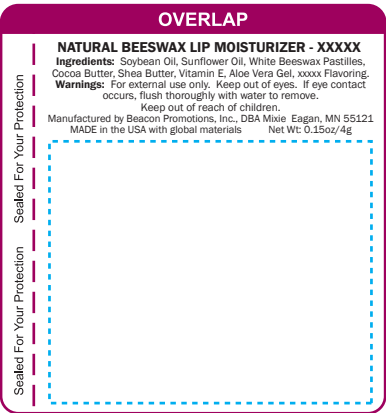 OVERLAP
NATURAL BEESWAX LIP MOISTURIZER - XXXXX
Ingredients: Soybean Oil, Sunflower Oil, White Beeswax Pastilles,
Cocoa Butter, Shea Butter, Vitamin E, Aloe Vera Gel, xxxxx Flavoring.
Warnings: For external use only. Keep out of eyes. If eye contact
occurs, flush thoroughly with water to remove.
Keep out of reach of children.
Manufactured by Beacon Promotions, Inc., DBA Mixie Eagan, MN 55121
MADE in the USA with global materials Net Wt: 0.15oz/4g
Sealed For Your Protection
Sealed For Your Protection